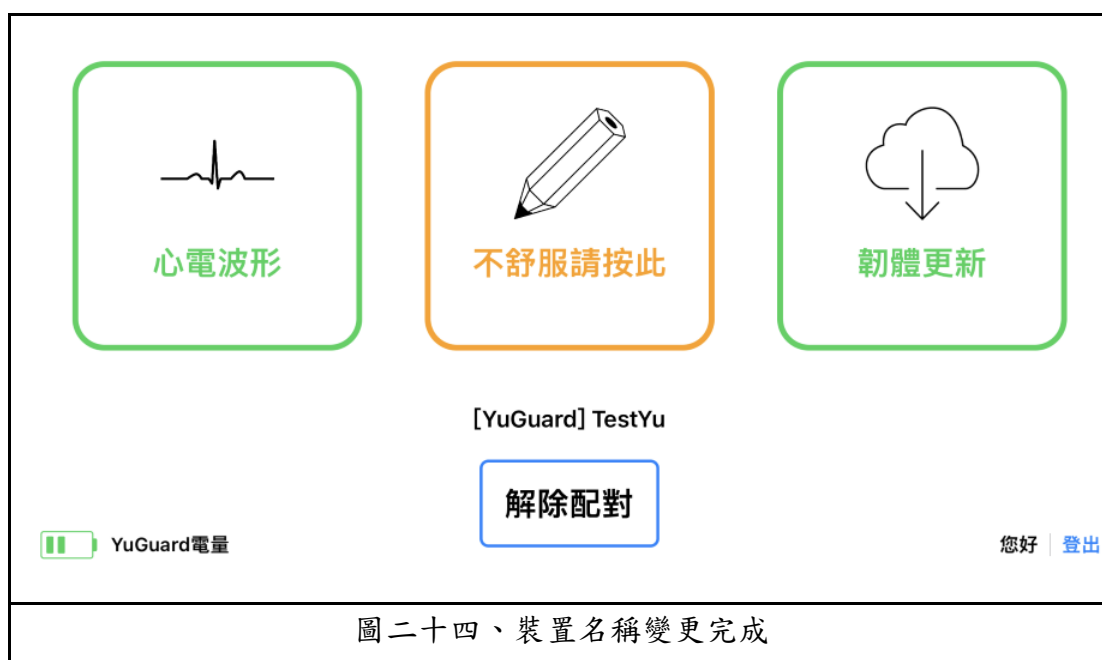 心電波形
不舒服請按此
韌體更新
[YuGuard] TestYu
解除配對
YuGuard電量
您好 登出
圖二十四、裝置名稱變更完成